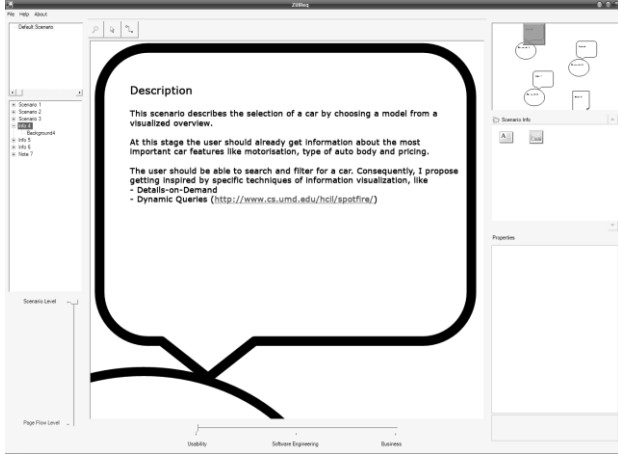 ZUISeq
File Help About
Default Scenario
Scenario 1
Scenario 2
Scenario 3
Info 4
Background4
Info 5
Info 6
Note 7
Scenario Level
Page Flow Level
Description
This scenario describes the selection of a car by choosing a model from a
visualized overview.
At this stage the user should already get information about the most
important car features like motorisation, type of auto body and pricing.
The user should be able to search and filter for a car. Consequently, I propose
getting inspired by specific techniques of information visualization, like
- Details-on-Demand
- Dynamic Queries (http://www.cs.umd.edu/hcil/spotfire/)
Usability Software Engineering Business
Scenario Info
Properties